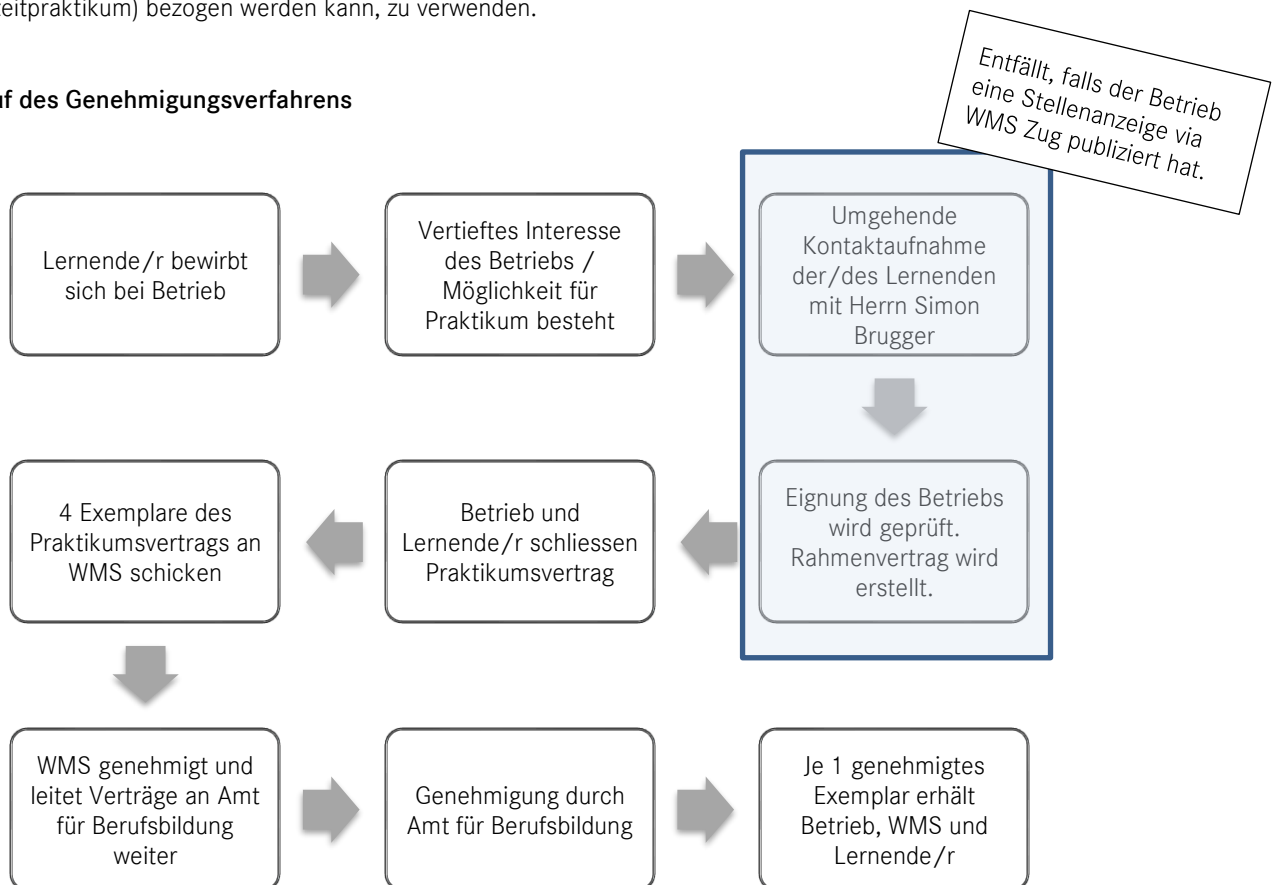 zeitpraktikum) bezogen werden kann, zu verwenden.
uf des Genehmigungsverfahrens
Entfällt, falls der Betrieb
eine Stellenanzeige via
WMS Zug publiziert hat.
Lernende/r bewirbt
sich bei Betrieb
Vertieftes Interesse
des Betriebs /
Möglichkeit für
Praktikum besteht
Umgehende
Kontaktaufnahme
der/des Lernenden
mit Herrn Simon
Brugger
Eignung des Betriebs
wird geprüft.
Rahmenvertrag wird
erstellt.
Betrieb und
Lernende/r schliessen
Praktikumsvertrag
4 Exemplare des
Praktikumsvertrags an
WMS schicken
WMS genehmigt und
leitet Verträge an Amt
für Berufsbildung
weiter
Genehmigung durch
Amt für Berufsbildung
Je 1 genehmigtes
Exemplar erhält
Betrieb, WMS und
Lernende/r